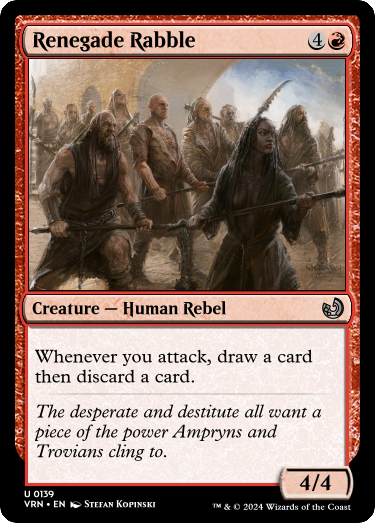 Renegade Rabble 4
Creature — Human Rebel
Whenever you attack, draw a card
then discard a card.
The desperate and destitute all want a
piece of the power Ampryns and
Trovians cling to.
4/4
U 0139
VRN • EN Stefan Kopinski
™ & © 2024 Wizards of the Coast